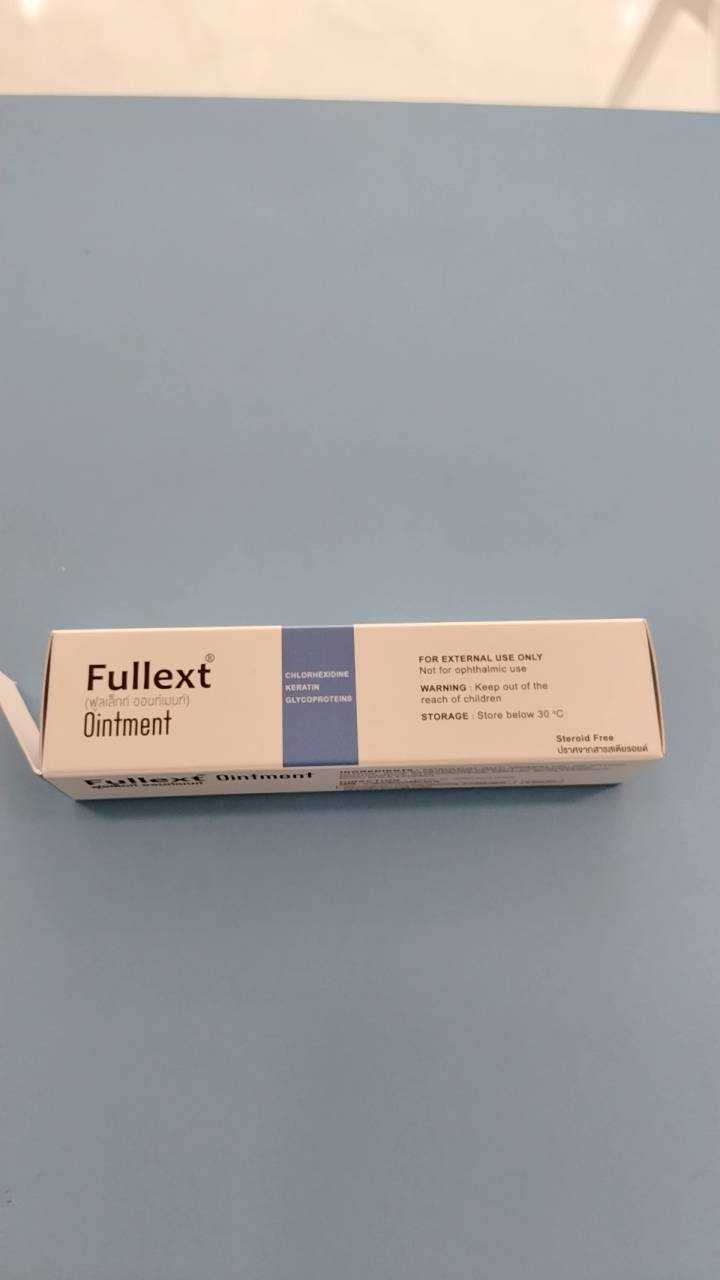 Fullext®
(ฟูลเล็กท์ ออนท์เมนท์)
Ointment
CHLORHEXIDINE
KERATIN
GLYCOPROTEINS
FOR EXTERNAL USE ONLY
Not for ophthalmic use
WARNING : Keep out of the
reach of children
STORAGE : Store below 30 °C
Steroid Free
ปราศจากสารสเตียรอยด์
Fullext® Ointment
INGREDIENTS